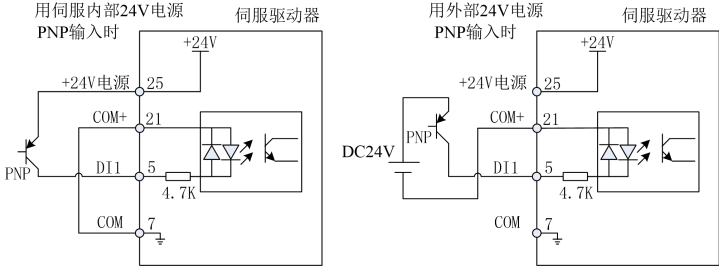 用伺服内部24V电源
PNP输入时
伺服驱动器
+24V
+24V电源
25
COM+
21
PNP
DI1
5
4.7K
COM
7
用外部24V电源
PNP输入时
伺服驱动器
+24V
+24V电源
25
COM+
21
PNP
DC24V
DI1
5
4.7K
COM
7